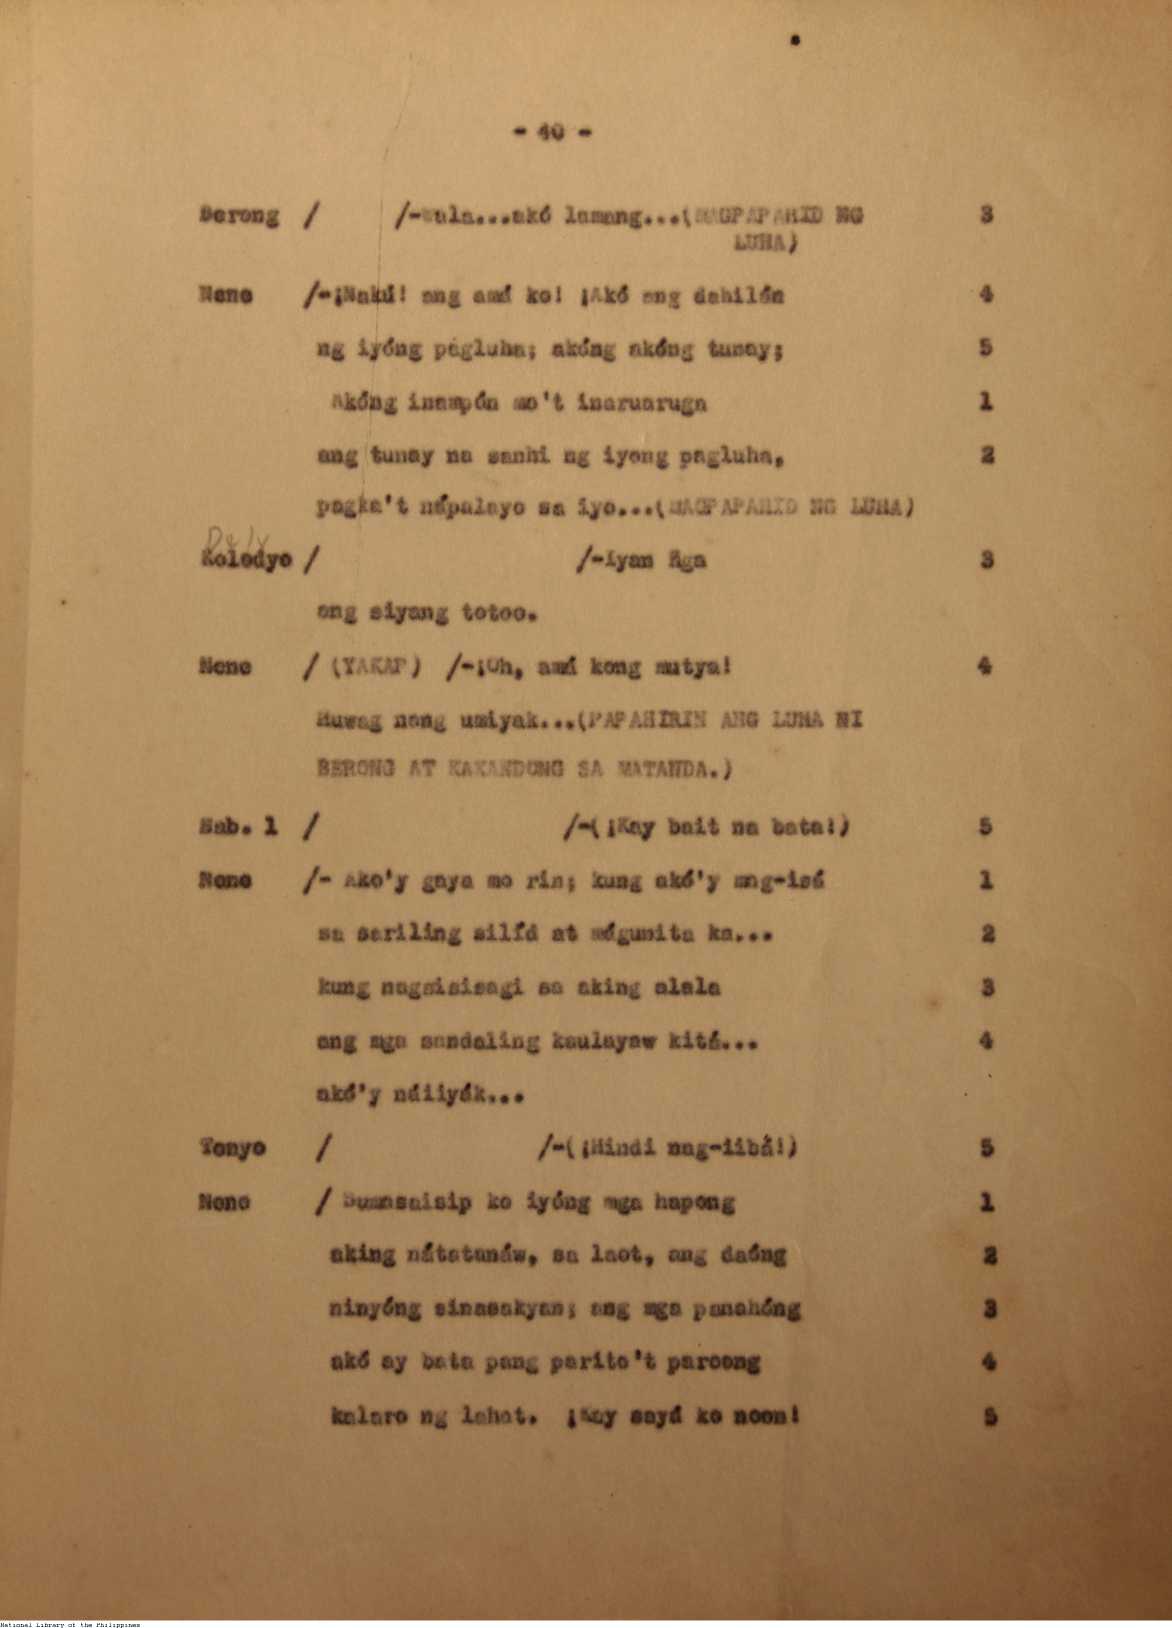 - 40 -
Berong / /-Wala...akó lamang...(MAGPAPAHID NG 3
LUHA)
Nene /-¡Nakú! ang amá ko! ¡Akó ang dahilán 4
ng iyóng pagluha; akóng akóng tunay; 5
Akóng inampón mo't inaruaruga 1
ang tunay na sanhi ng iyong pagluha, 2
pagka't nápalayo sa iyo...(MAGPAPAHID NG LUHA)
Koledyo / /-iyan ñga 3
ang siyang totoo.
Nene / (YAKAP) /-¡Oh, amá kong mutya! 4
Huwag nang umiyak...(PAPAHIRIN ANG LUHA NI
BERONG AT KAKANDONG SA MATANDA.)
Bab. 1 / /-(¡Kay bait na bata!) 5
Nene /- Ako'y gaya mo rin; kung akó'y mag-isá 1
sa sariling silíd at mágunita ka... 2
kung nagsisisagi sa aking alala 3
ang mga sandaling kaulayaw kitá... 4
akó'y náiiyák...
Tonyo / /-(¡Hindi nag-iibá!) 5
Nene / Sumasaisip ko iyóng mga hapong 1
aking nátatanáw, sa laot, ang daóng 2
ninyóng sinasakyan; ang mga panahóng 3
akó ay bata pang parito't paroong 4
kalaro ng lahat. ¡Kay sayá ko noon! 5
National Library of the Philippines